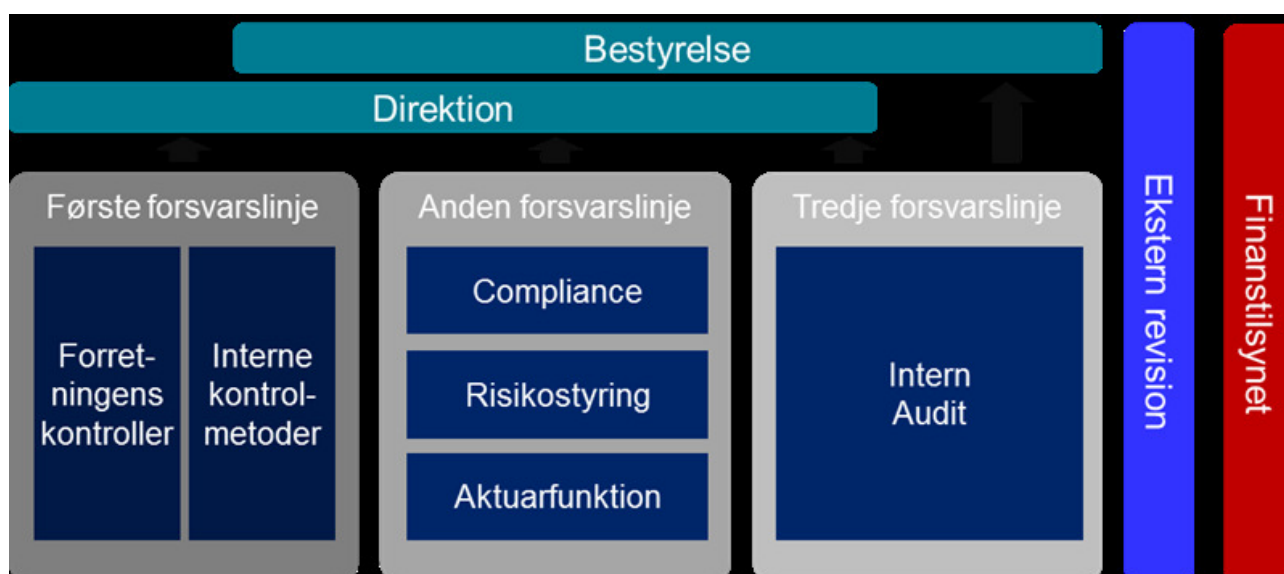 Bestyrelse
Direktion
Første forsvarslinje
Forret-
ningens
kontroller
Interne
kontrol-
metoder
Anden forsvarslinje
Compliance
Risikostyring
Aktuarfunktion
Tredje forsvarslinje
Intern
Audit
Ekstern revision
Finanstilsynet